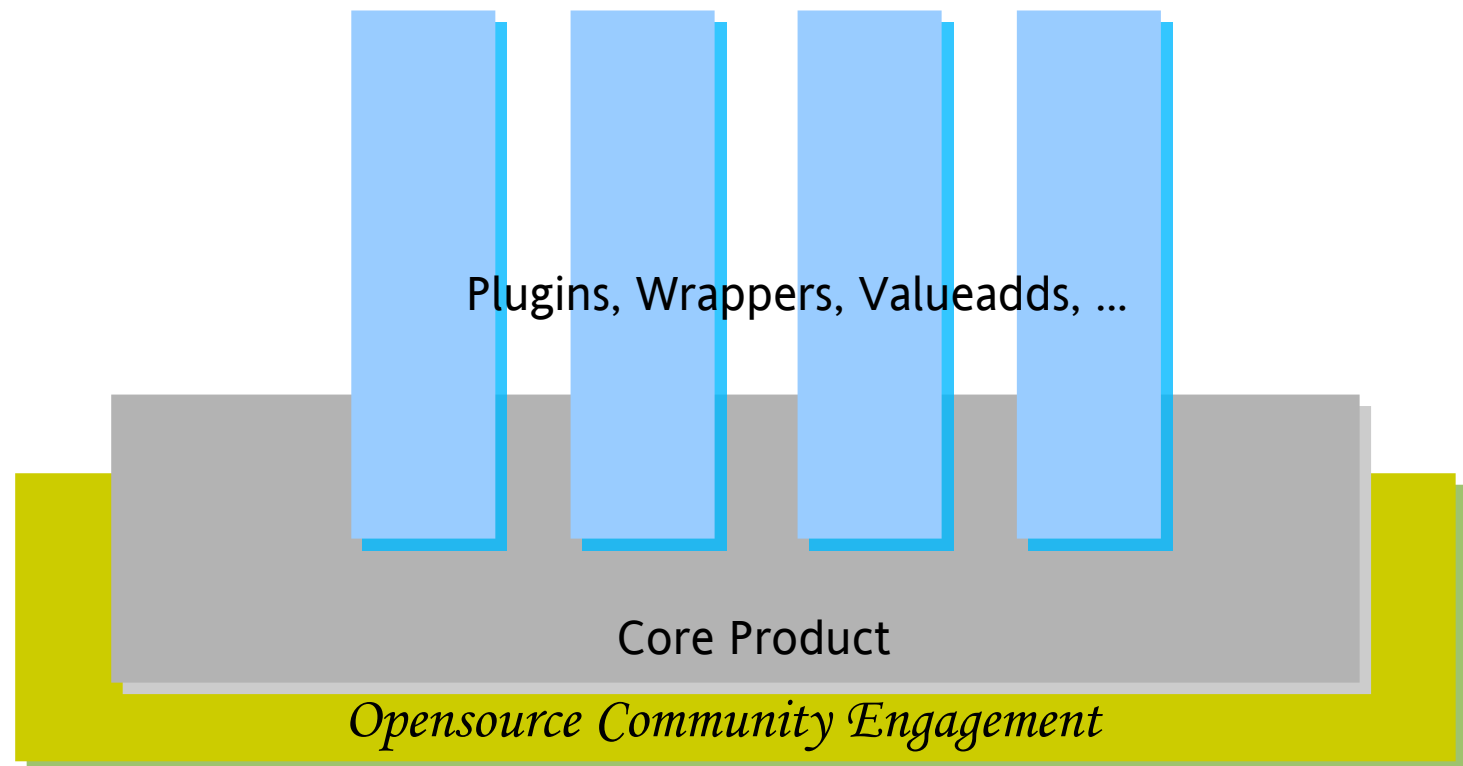 Plugins, Wrappers, Valueadds, ...
Core Product
Opensource Community Engagement